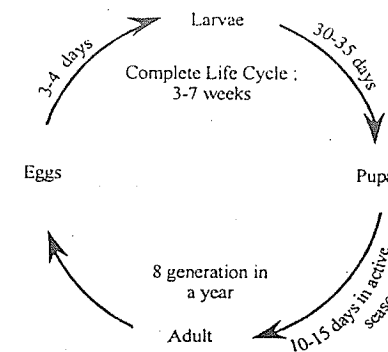 Larvae
3-4 days
30-35 days
Complete Life Cycle :
3-7 weeks
Eggs
Pupa
8 generation in
a year
10-15 days in active
Adult